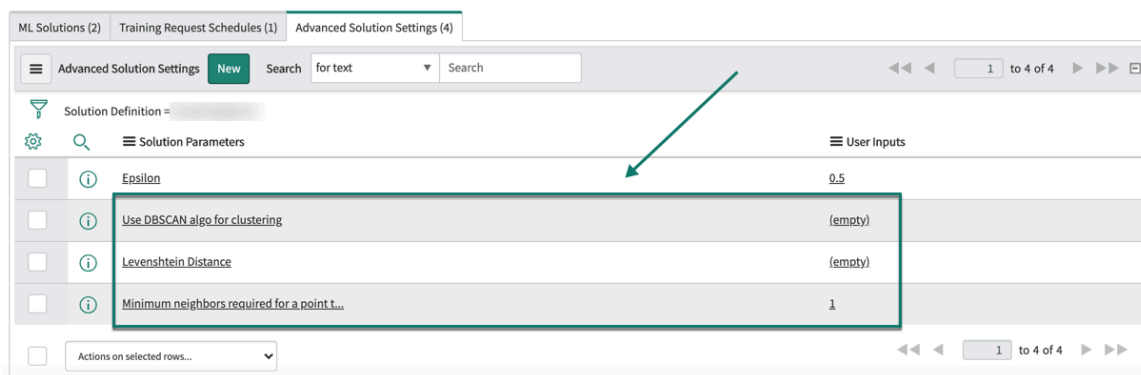 ML Solutions (2) Training Request Schedules (1) Advanced Solution Settings (4)
Advanced Solution Settings New Search for text Search 1 to 4 of 4
Solution Definition =
Solution Parameters User Inputs
Epsilon 0.5
Use DBSCAN algo for clustering (empty)
Levenshtein Distance (empty)
Minimum neighbors required for a point t... 1
Actions on selected rows... 1 to 4 of 4